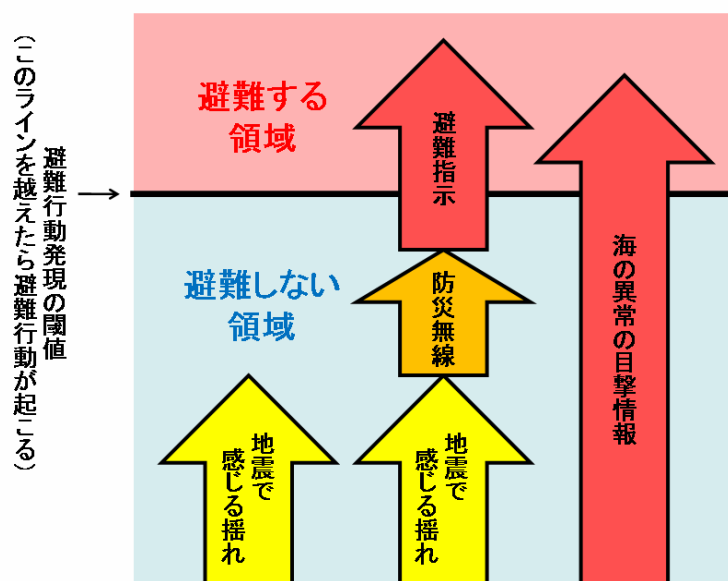 避難行動発現の閾値
（このラインを越えたら避難行動が起こる）
避難する
領域
避難しない
領域
地震で
感じる揺れ
避難指示
防災無線
地震で
感じる揺れ
海の異常の目撃情報